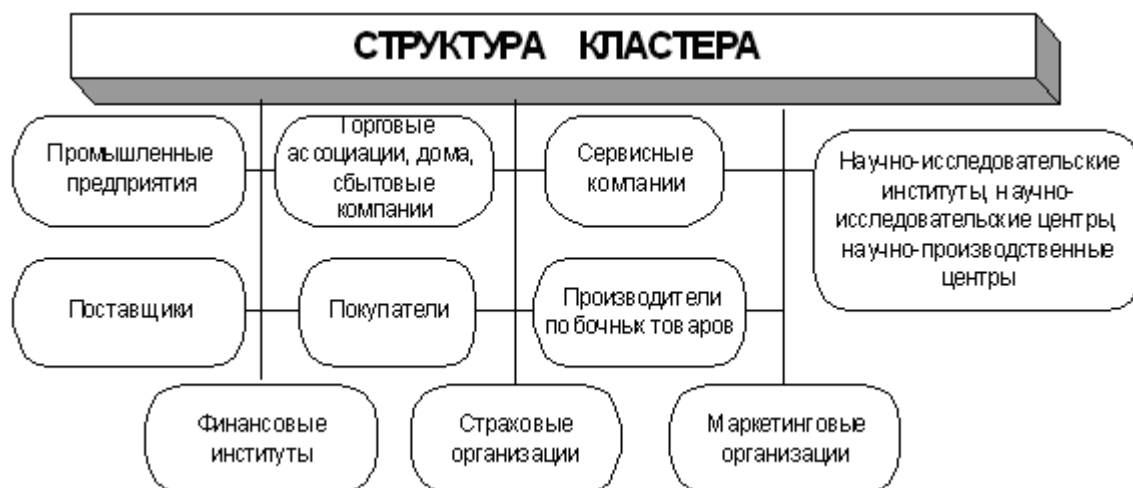 СТРУКТУРА КЛАСТЕРА
Промышленные
предприятия
Торговые
ассоциации, дома,
сбытовые
компании
Сервисные
компании
Научно-исследовательские
институты, научно-
исследовательские центры,
научно-производственные
центры
Поставщики
Покупатели
Производители
побочных товаров
Финансовые
институты
Страховые
организации
Маркетинговые
организации